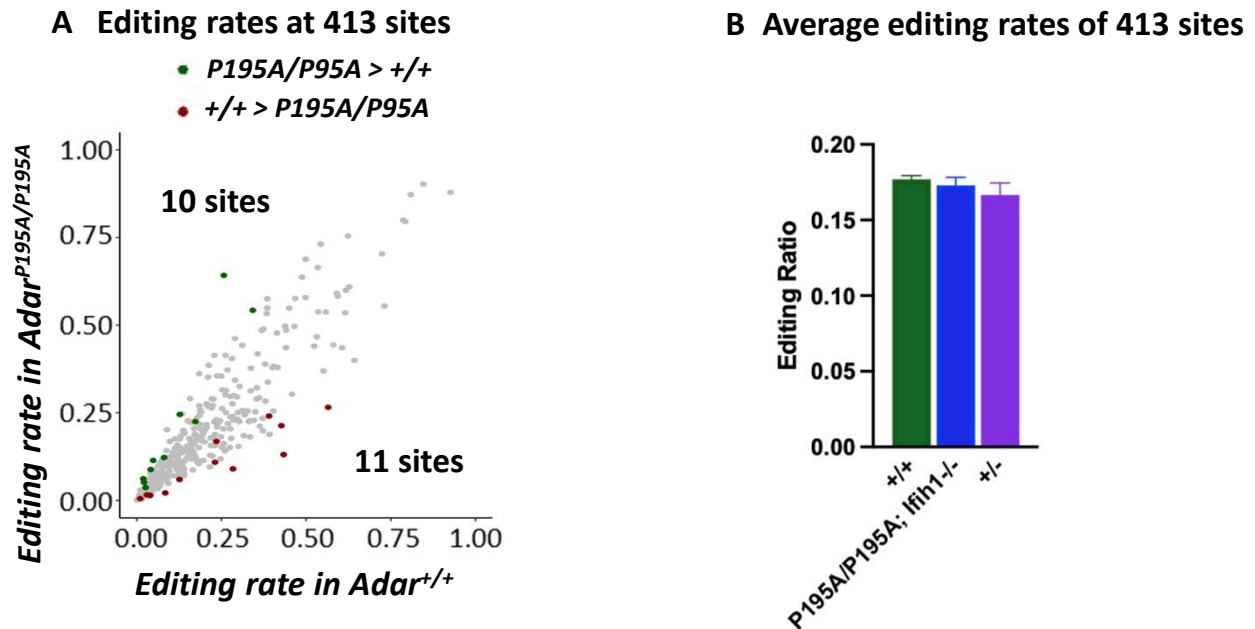 A Editing rates at 413 sites
P195A/P95A > +/+
+/+ > P195A/P95A
Editing rate in Adar^P195A/P195A
1.00
0.75
0.50
0.25
0.00
10 sites
11 sites
0.00 0.25 0.50 0.75 1.00
Editing rate in Adar^+/+
B Average editing rates of 413 sites
Editing Ratio
0.20
0.15
0.10
0.05
0.00
+/+
P195A/P195A; Ifih1-/-
+/-